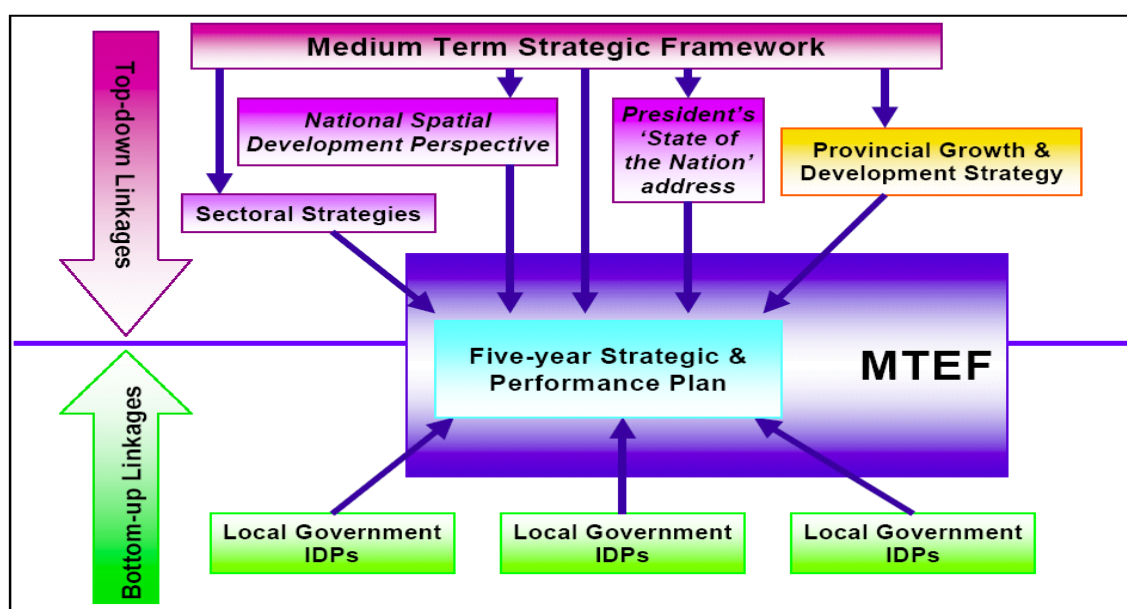 Medium Term Strategic Framework
Top-down Linkages
National Spatial
Development Perspective
President's
'State of
the Nation'
address
Provincial Growth &
Development Strategy
Sectoral Strategies
Five-year Strategic &
Performance Plan
MTEF
Bottom-up Linkages
Local Government
IDPs
Local Government
IDPs
Local Government
IDPs